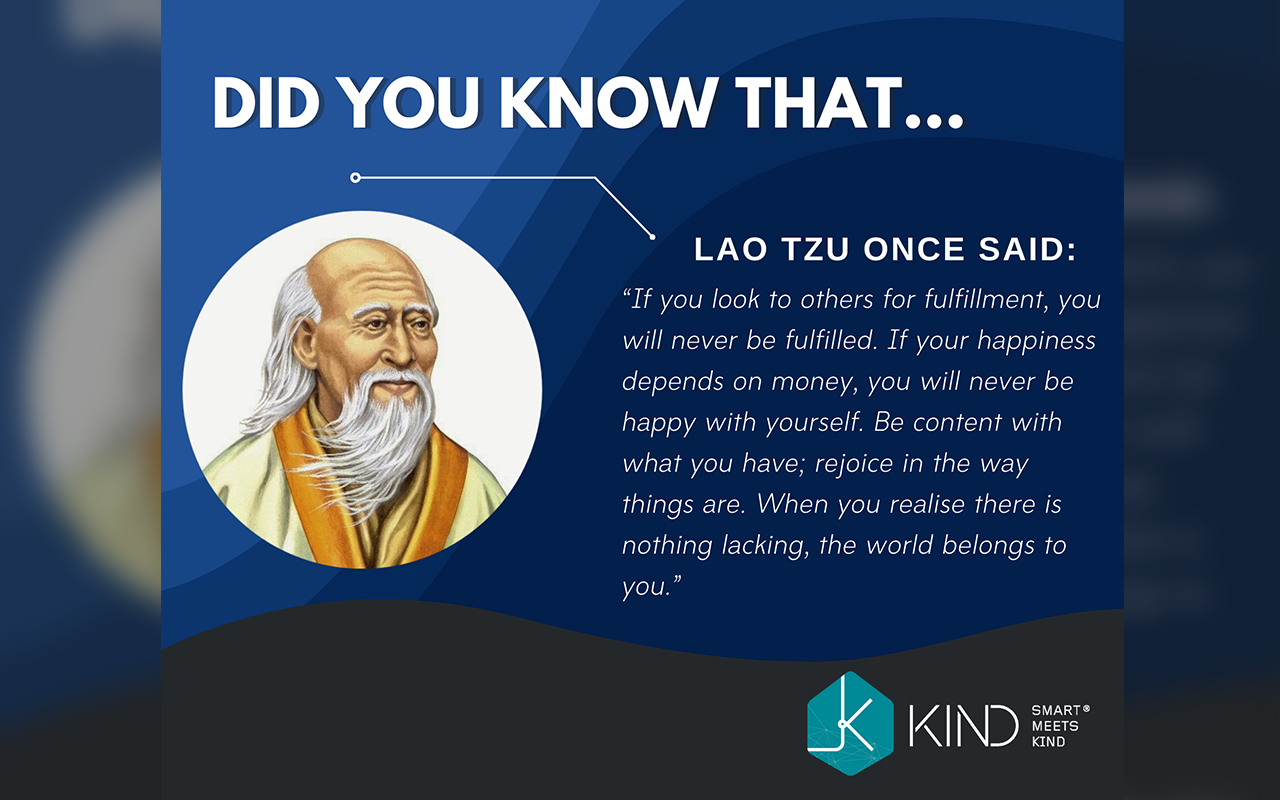 DID YOU KNOW THAT...
LAO TZU ONCE SAID:
“If you look to others for fulfillment, you
will never be fulfilled. If your happiness
depends on money, you will never be
happy with yourself. Be content with
what you have; rejoice in the way
things are. When you realise there is
nothing lacking, the world belongs to
you.”
KIND
SMART®
MEETS
KIND